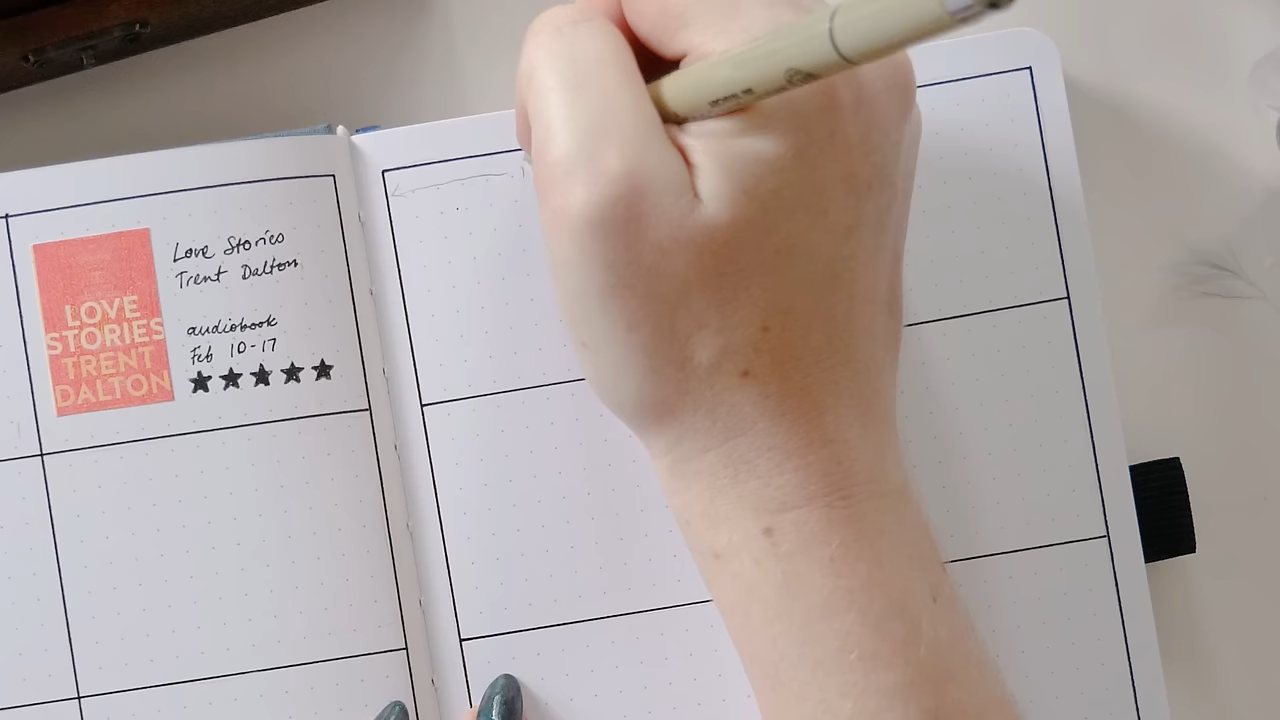 LOVE
STORIES
TRENT
DALTON
Love Stories
Trent Dalton
audiobook
Feb 10-17